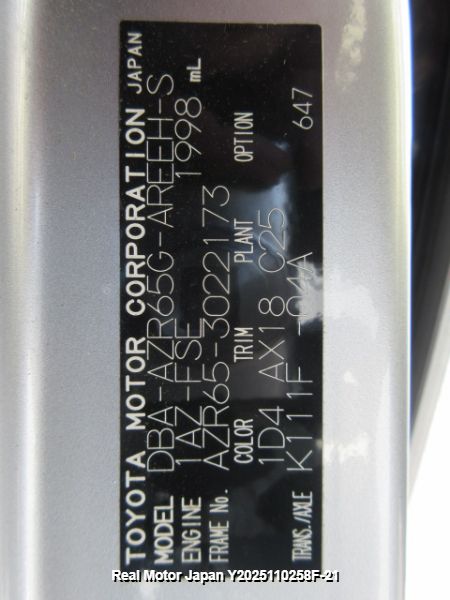 TOYOTA MOTOR CORPORATION JAPAN
MODEL DBA-AZR65G-AREEH-S
ENGINE 1AZ-FSE 1998 mL
FRAME No. AZR65-3022173
COLOR TRIM PLANT OPTION
1D4 AX18 C25 647
TRANS./AXLE K111F -04A
Real Motor Japan Y2025110258F-21